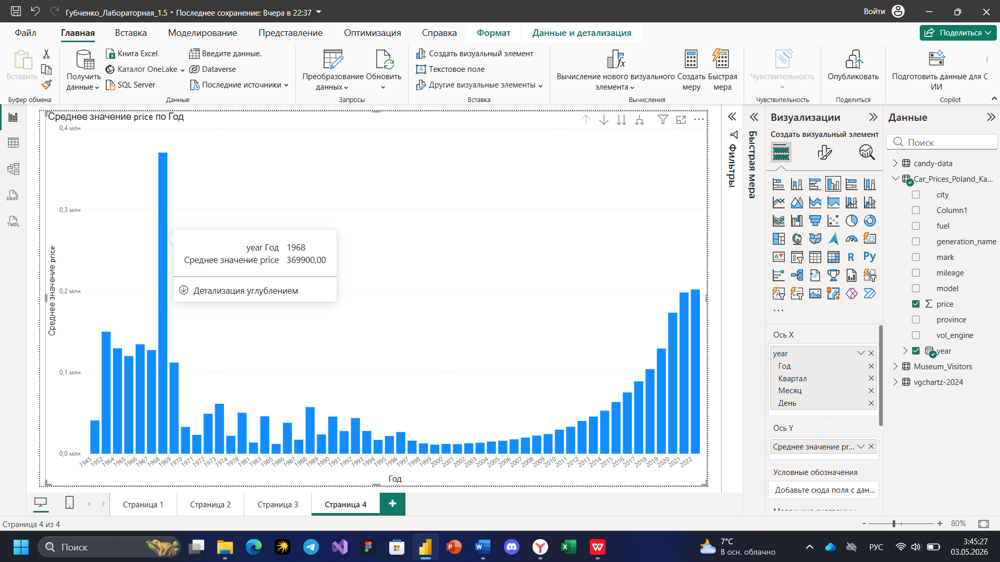 Губченко_Лабораторная_1.5 • Последнее сохранение: Вчера в 22:37
Войти
Файл
Главная
Вставка
Моделирование
Представление
Оптимизация
Справка
Формат
Данные и детализация
Поделиться
Вставить
Буфер обмена
Получить данные
Книга Excel
Каталог OneLake
SQL Server
Введите данные.
Dataverse
Последние источники
Данные
Преобразование данных
Обновить
Запросы
Создать визуальный элемент
Текстовое поле
Другие визуальные элементы
Вставка
Вычисление нового визуального элемента
Создать меру
Быстрая мера
Вычисления
Чувствительность
Чувствительность
Опубликовать
Поделиться
Подготовить данные для С
ИИ
Copilot
Среднее значение price по Год
0,4 млн
0,3 млн
0,2 млн
0,1 млн
0,0 млн
Среднее значение price
year Год 1968
Среднее значение price 369900,00
Детализация углублением
1945 1952 1964 1965 1966 1967 1968 1969 1970 1971 1972 1973 1974 1978 1981 1983 1985 1986 1987 1988 1989 1990 1991 1992 1993 1994 1995 1996 1997 1998 1999 2000 2001 2002 2003 2004 2005 2006 2007 2008 2009 2010 2011 2012 2013 2014 2015 2016 2017 2018 2019 2020 2021 2022
Год
Фильтры
Быстрая мера
Визуализации
Создать визуальный элемент
123
R
Py
...
Ось X
year
Год
Квартал
Месяц
День
Ось Y
Среднее значение pr...
Условные обозначения
Добавьте сюда поля с дан...
Данные
Поиск
candy-data
Car_Prices_Poland_Ka...
city
Column1
fuel
generation_name
mark
mileage
model
price
province
vol_engine
year
Museum_Visitors
vgchartz-2024
DAX
TMDL
Страница 1
Страница 2
Страница 3
Страница 4
Страница 4 из 4
- + 80%
Поиск
7°C
В осн. облачно
РУС
3:45:27
03.05.2026